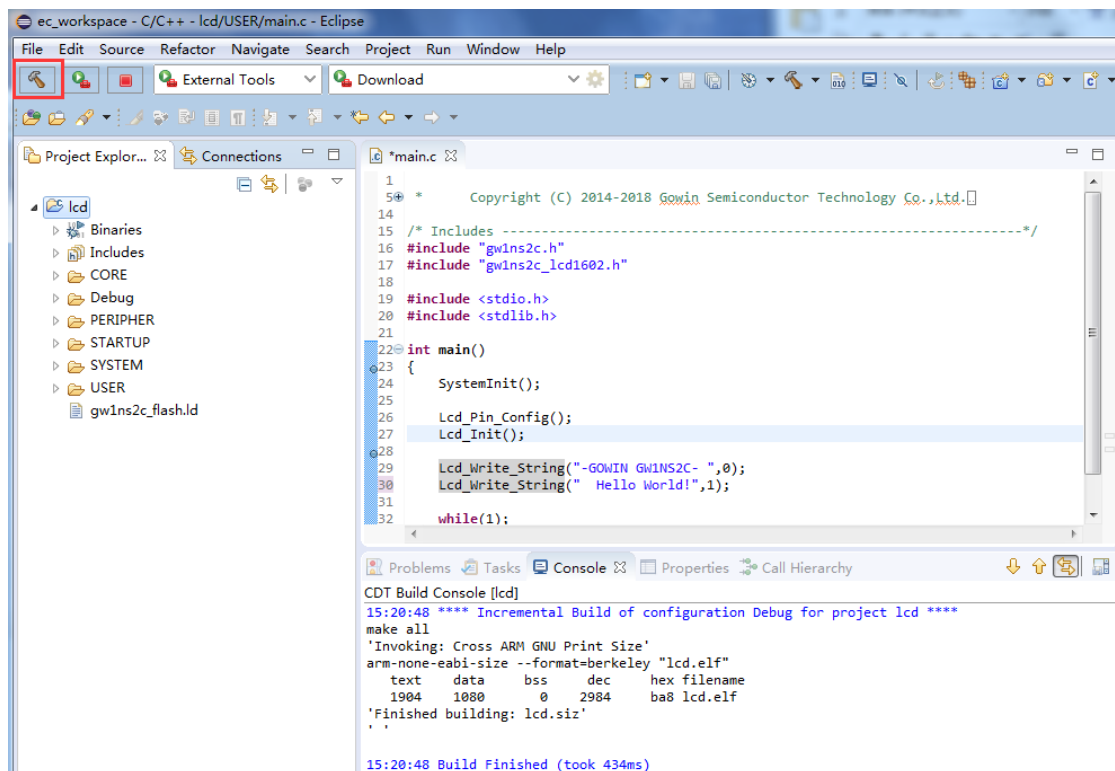 ec_workspace - C/C++ - lcd/USER/main.c - Eclipse
File Edit Source Refactor Navigate Search Project Run Window Help
External Tools Download
Project Explor... Connections
*main.c
lcd
Binaries
Includes
CORE
Debug
PERIPHER
STARTUP
SYSTEM
USER
gw1ns2c_flash.ld
1
5 * Copyright (C) 2014-2018 Gowin Semiconductor Technology Co.,Ltd.
14
15 /* Includes ------------------------------------------------------------------*/
16 #include "gw1ns2c.h"
17 #include "gw1ns2c_lcd1602.h"
18
19 #include <stdio.h>
20 #include <stdlib.h>
21
22 int main()
23 {
24 SystemInit();
25
26 Lcd_Pin_Config();
27 Lcd_Init();
28
29 Lcd_Write_String("-GOWIN GW1NS2C- ",0);
30 Lcd_Write_String("  Hello World!",1);
31
32 while(1);
Problems Tasks Console Properties Call Hierarchy
CDT Build Console [lcd]
15:20:48 **** Incremental Build of configuration Debug for project lcd ****
make all
'Invoking: Cross ARM GNU Print Size'
arm-none-eabi-size --format=berkeley "lcd.elf"
text data bss dec hex filename
1904 1080 0 2984 ba8 lcd.elf
'Finished building: lcd.siz'
' '
15:20:48 Build Finished (took 434ms)